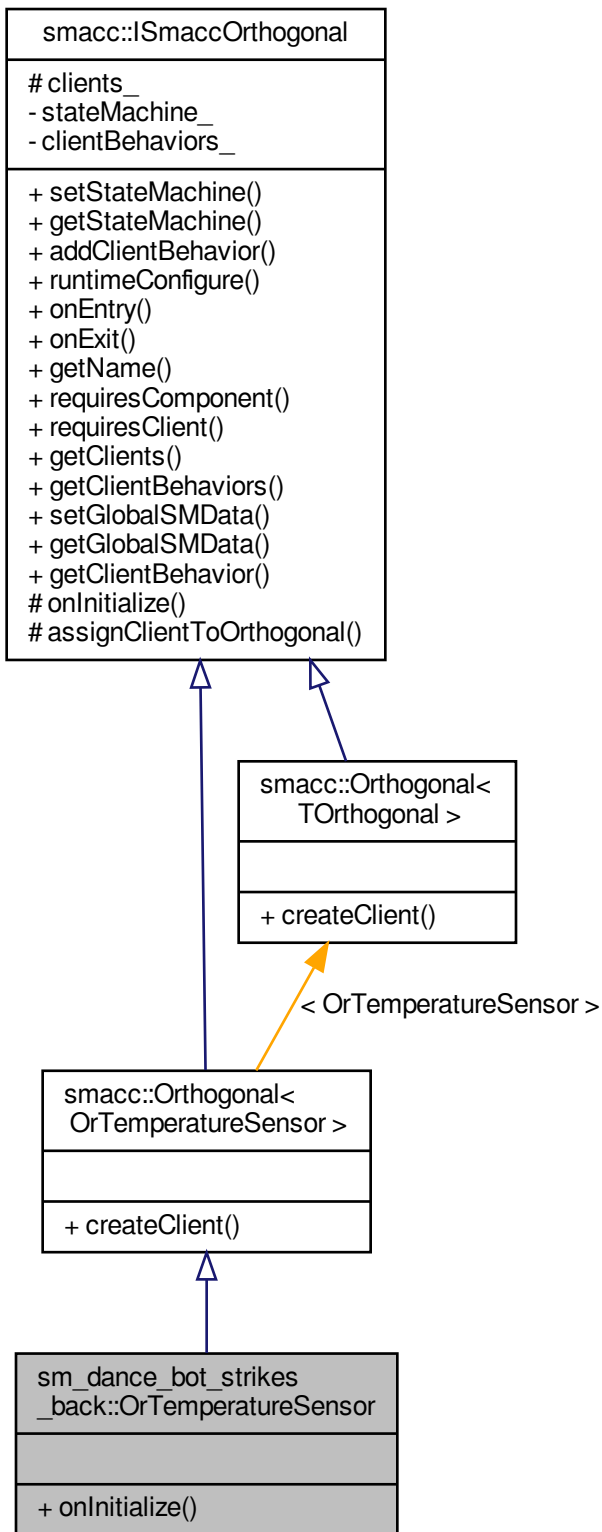 smacc::ISmaccOrthogonal
# clients_
- stateMachine_
- clientBehaviors_
+ setStateMachine()
+ getStateMachine()
+ addClientBehavior()
+ runtimeConfigure()
+ onEntry()
+ onExit()
+ getName()
+ requiresComponent()
+ requiresClient()
+ getClients()
+ getClientBehaviors()
+ setGlobalSMData()
+ getGlobalSMData()
+ getClientBehavior()
# onInitialize()
# assignClientToOrthogonal()
smacc::Orthogonal<
TOrthogonal >
+ createClient()
< OrTemperatureSensor >
smacc::Orthogonal<
OrTemperatureSensor >
+ createClient()
sm_dance_bot_strikes
_back::OrTemperatureSensor
+ onInitialize()